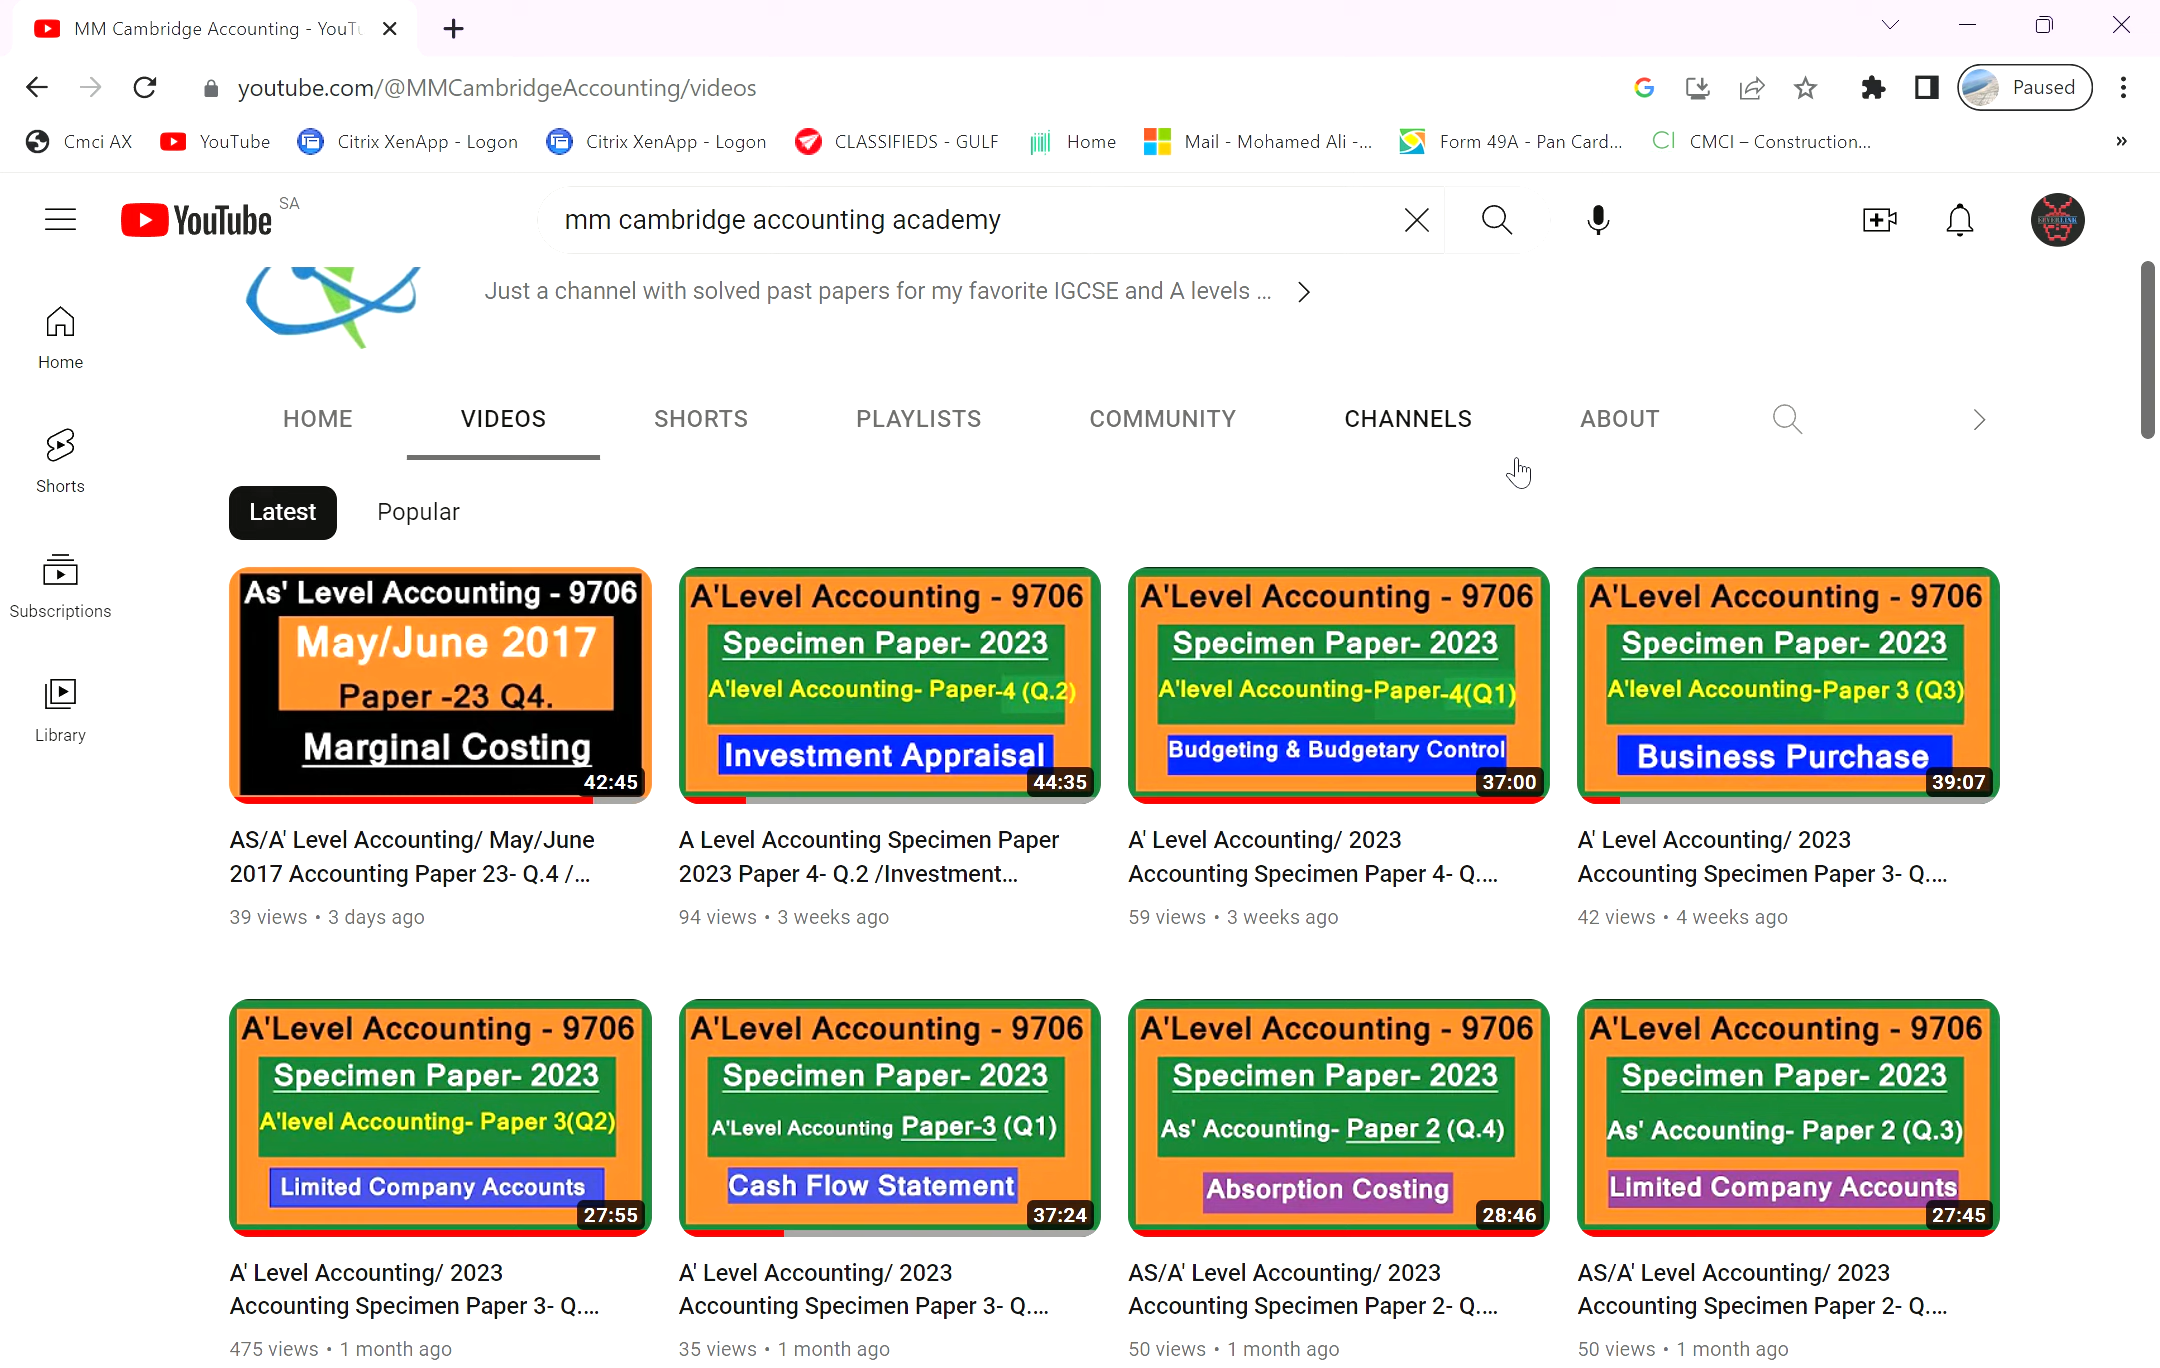 MM Cambridge Accounting - YouTu
youtube.com/@MMCambridgeAccounting/videos
Paused
Cmci AX
YouTube
Citrix XenApp - Logon
Citrix XenApp - Logon
CLASSIFIEDS - GULF
Home
Mail - Mohamed Ali -...
Form 49A - Pan Card...
CMCI – Construction...
YouTube SA
mm cambridge accounting academy
Just a channel with solved past papers for my favorite IGCSE and A levels ...
Home
Shorts
Subscriptions
Library
HOME
VIDEOS
SHORTS
PLAYLISTS
COMMUNITY
CHANNELS
ABOUT
Latest
Popular
As' Level Accounting - 9706
May/June 2017
Paper -23 Q4.
Marginal Costing
42:45
AS/A' Level Accounting/ May/June
2017 Accounting Paper 23- Q.4 /...
39 views • 3 days ago
A'Level Accounting - 9706
Specimen Paper- 2023
A'level Accounting- Paper-4 (Q.2)
Investment Appraisal
44:35
A Level Accounting Specimen Paper
2023 Paper 4- Q.2 /Investment...
94 views • 3 weeks ago
A'Level Accounting - 9706
Specimen Paper- 2023
A'level Accounting-Paper-4(Q1)
Budgeting & Budgetary Control
37:00
A' Level Accounting/ 2023
Accounting Specimen Paper 4- Q....
59 views • 3 weeks ago
A'Level Accounting - 9706
Specimen Paper- 2023
A'level Accounting-Paper 3 (Q3)
Business Purchase
39:07
A' Level Accounting/ 2023
Accounting Specimen Paper 3- Q....
42 views • 4 weeks ago
A'Level Accounting - 9706
Specimen Paper- 2023
A'level Accounting- Paper 3(Q2)
Limited Company Accounts
27:55
A' Level Accounting/ 2023
Accounting Specimen Paper 3- Q....
475 views • 1 month ago
A'Level Accounting - 9706
Specimen Paper- 2023
A'Level Accounting Paper-3 (Q1)
Cash Flow Statement
37:24
A' Level Accounting/ 2023
Accounting Specimen Paper 3- Q....
35 views • 1 month ago
A'Level Accounting - 9706
Specimen Paper- 2023
As' Accounting- Paper 2 (Q.4)
Absorption Costing
28:46
AS/A' Level Accounting/ 2023
Accounting Specimen Paper 2- Q....
50 views • 1 month ago
A'Level Accounting - 9706
Specimen Paper- 2023
As' Accounting- Paper 2 (Q.3)
Limited Company Accounts
27:45
AS/A' Level Accounting/ 2023
Accounting Specimen Paper 2- Q....
50 views • 1 month ago